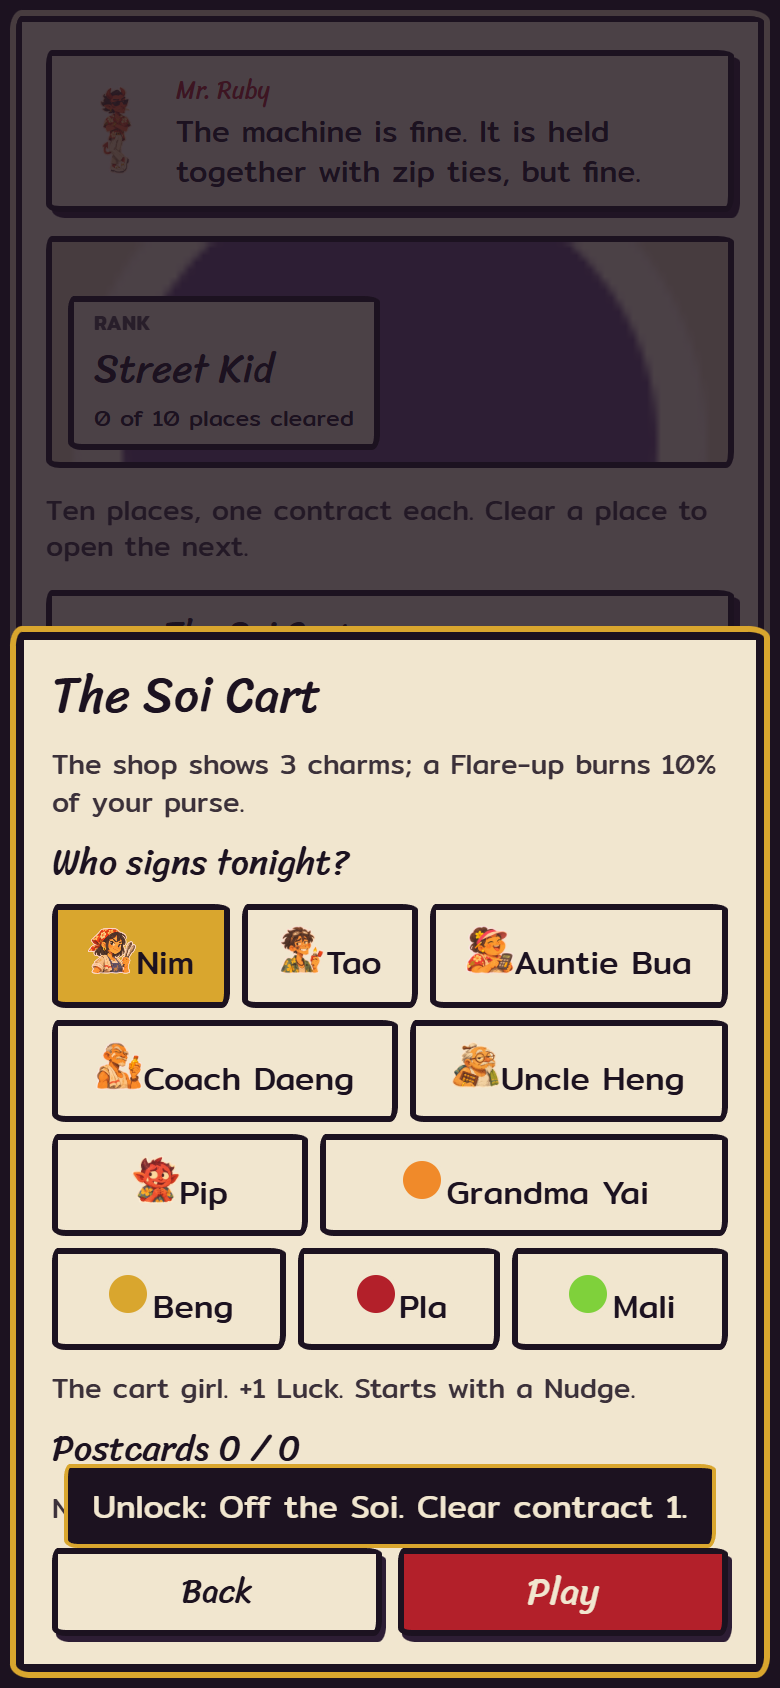 Mr. Ruby
The machine is fine. It is held
together with zip ties, but fine.
RANK
Street Kid
0 of 10 places cleared
Ten places, one contract each. Clear a place to
open the next.
The Soi Cart
The Soi Cart
The shop shows 3 charms; a Flare-up burns 10%
of your purse.
Who signs tonight?
Nim
Tao
Auntie Bua
Coach Daeng
Uncle Heng
Pip
Grandma Yai
Beng
Pla
Mali
The cart girl. +1 Luck. Starts with a Nudge.
Postcards 0 / 0
Unlock: Off the Soi. Clear contract 1.
Back
Play